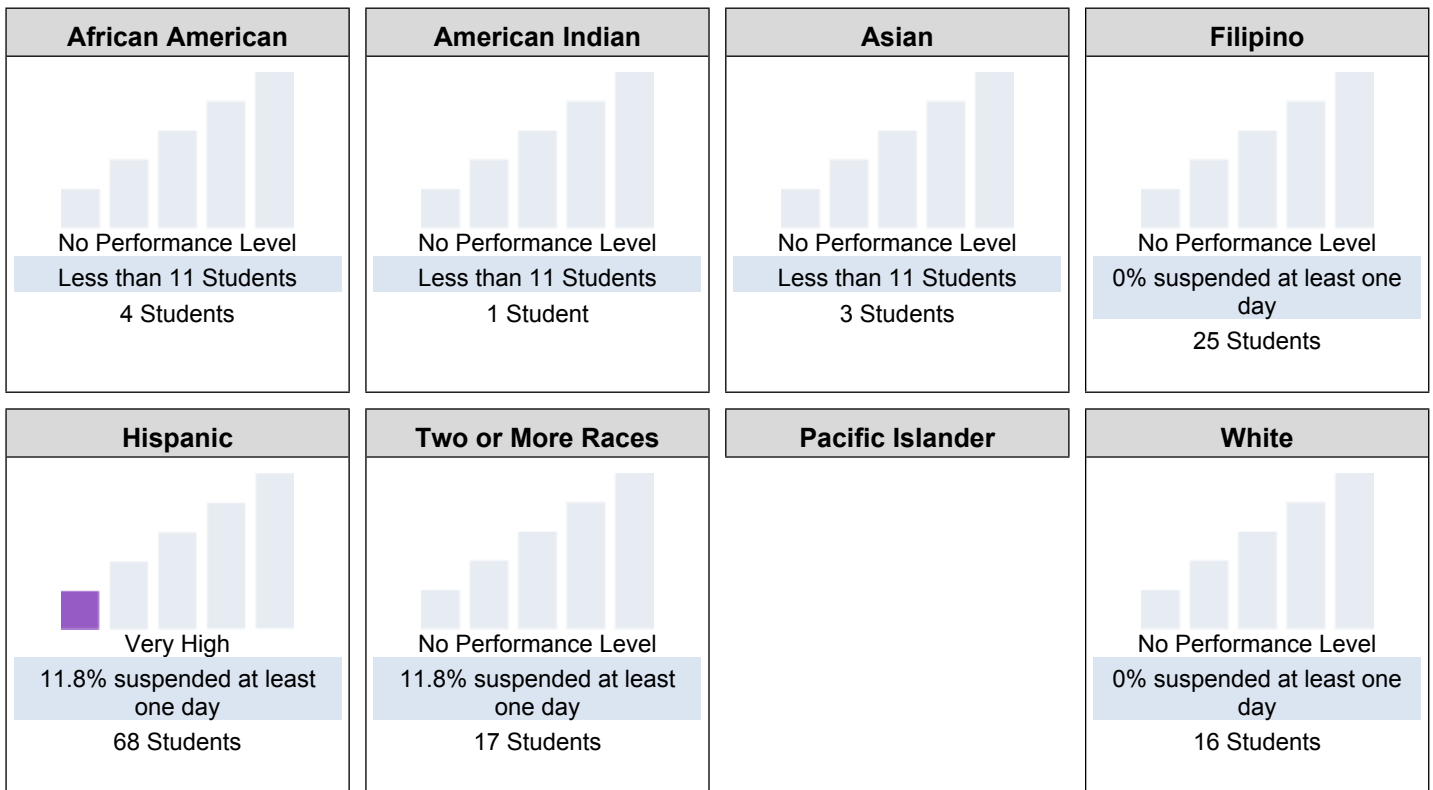 African American
No Performance Level
Less than 11 Students
4 Students
American Indian
No Performance Level
Less than 11 Students
1 Student
Asian
No Performance Level
Less than 11 Students
3 Students
Filipino
No Performance Level
0% suspended at least one
day
25 Students
Hispanic
Very High
11.8% suspended at least
one day
68 Students
Two or More Races
No Performance Level
11.8% suspended at least
one day
17 Students
Pacific Islander
White
No Performance Level
0% suspended at least one
day
16 Students